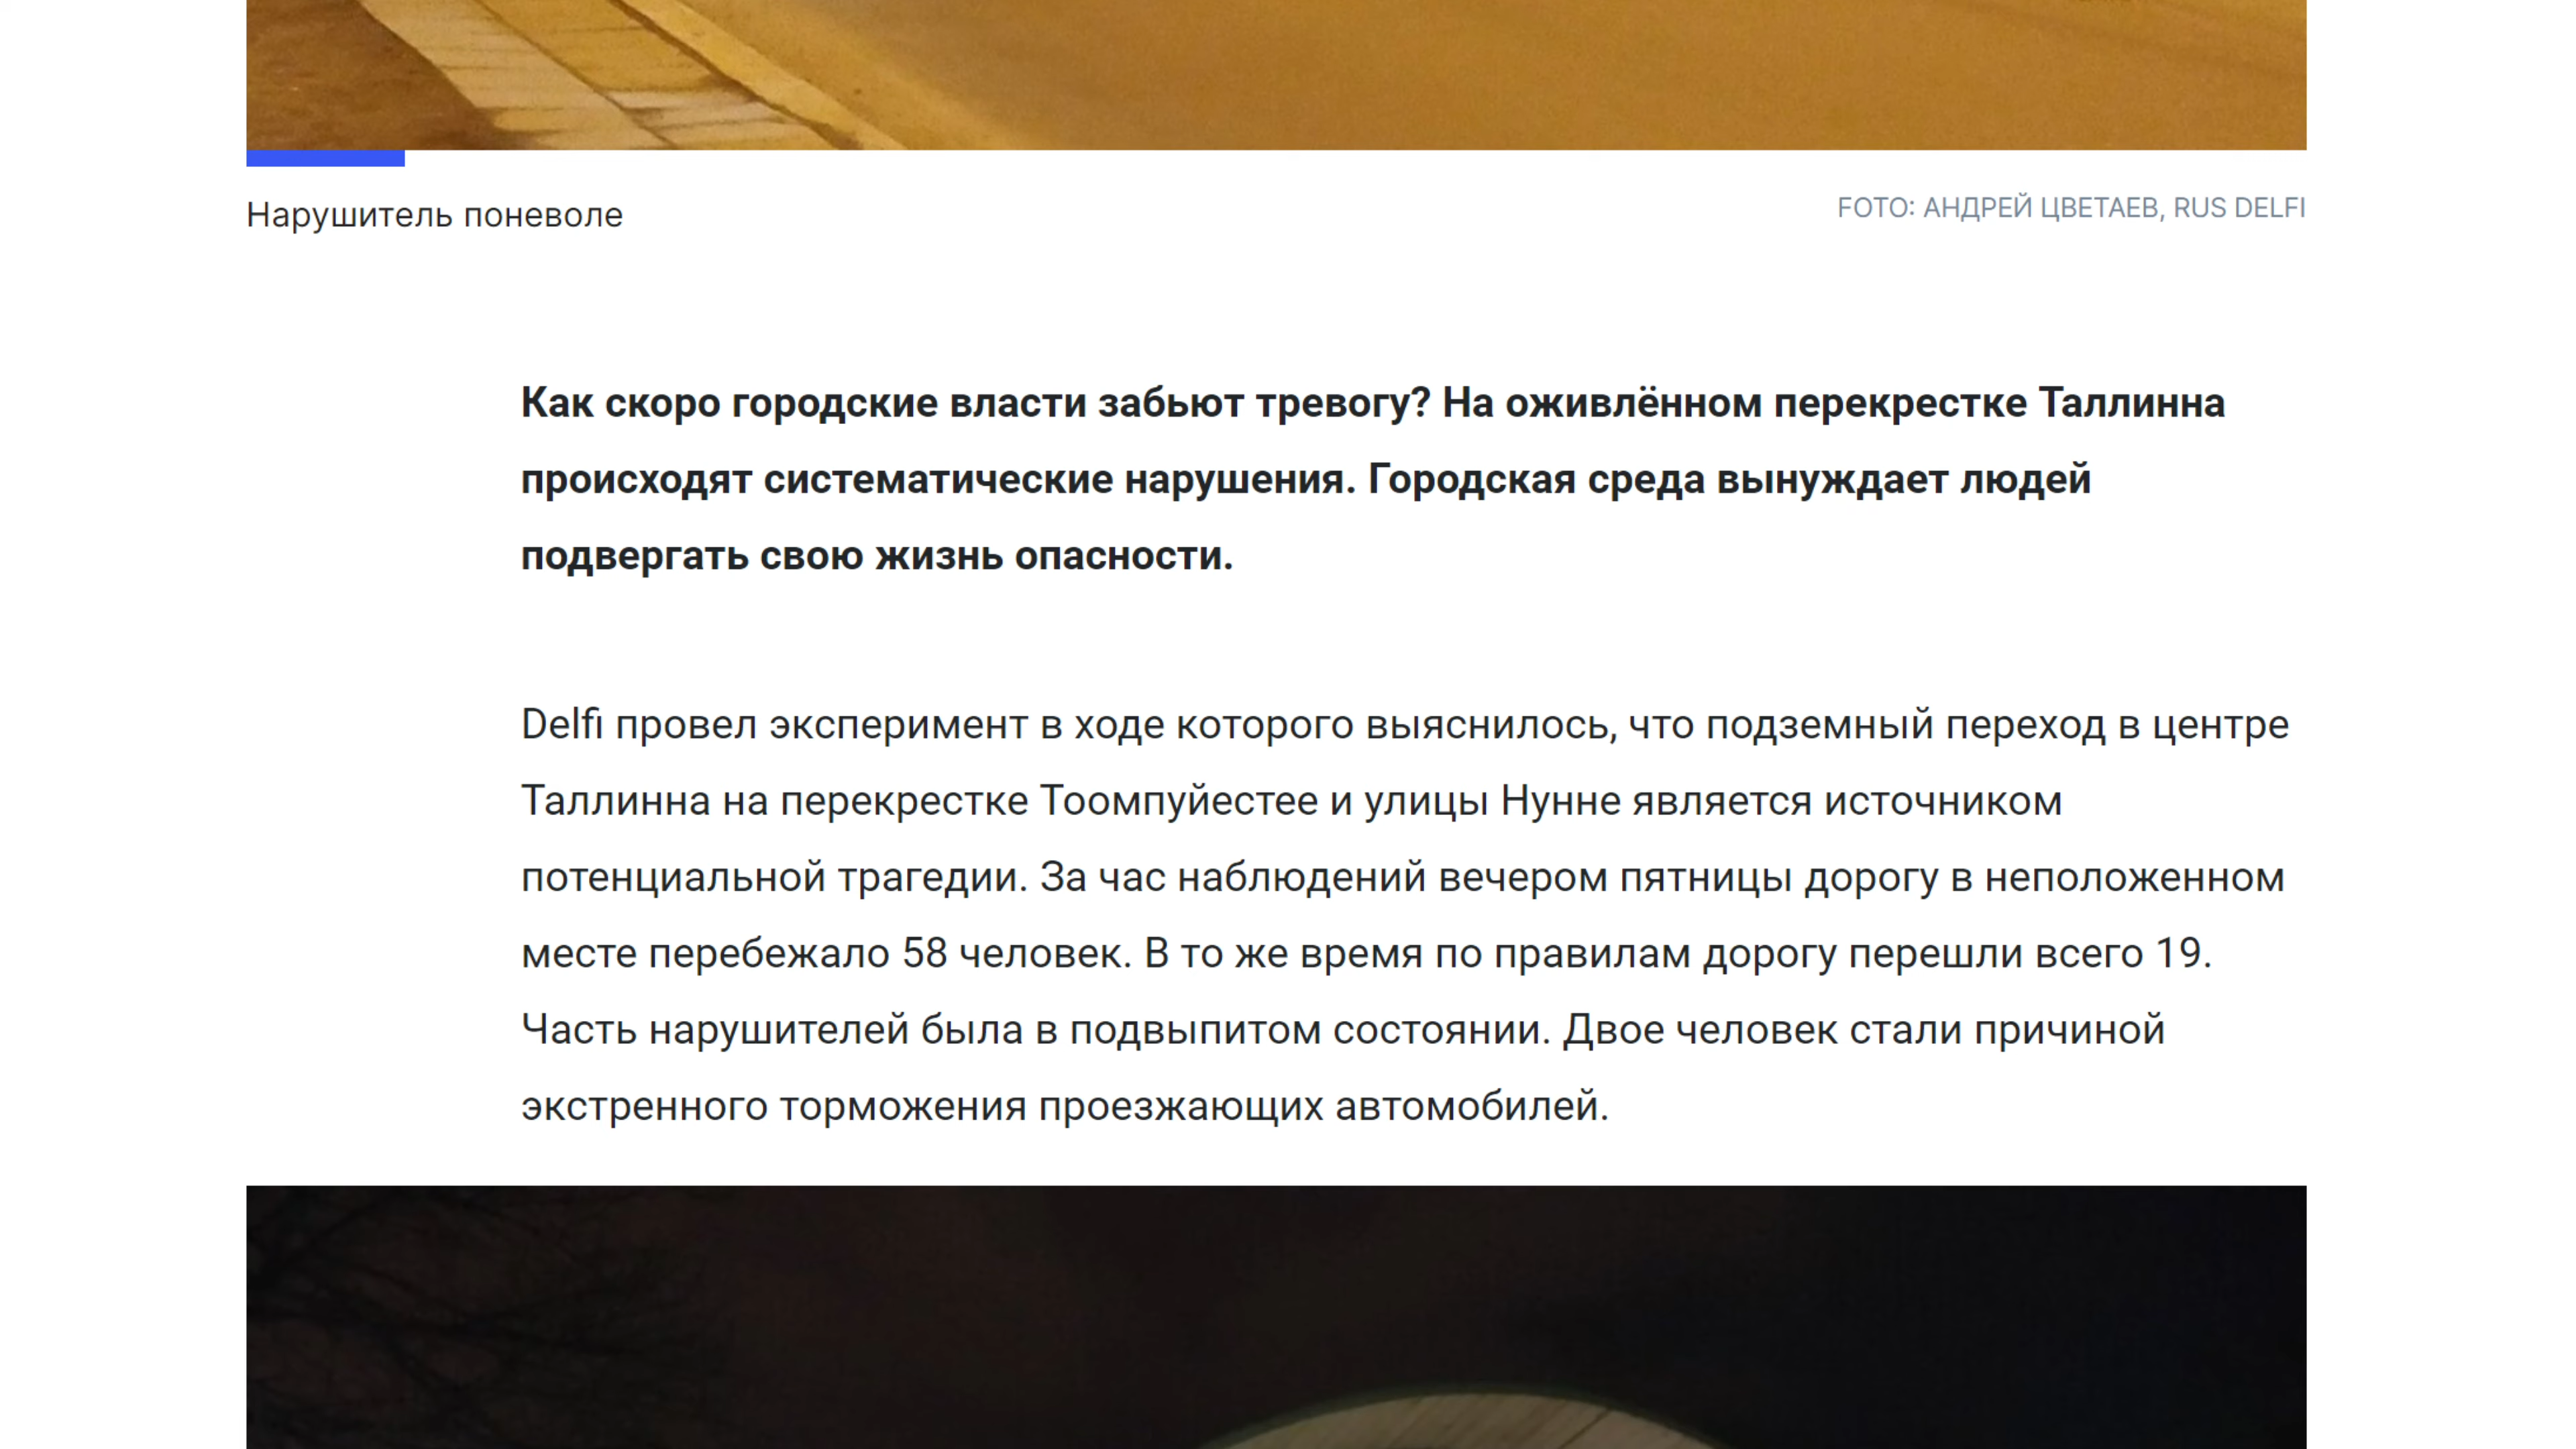 Нарушитель поневоле
FOTO: АНДРЕЙ ЦВЕТАЕВ, RUS DELFI
Как скоро городские власти забьют тревогу? На оживлённом перекрестке Таллинна
происходят систематические нарушения. Городская среда вынуждает людей
подвергать свою жизнь опасности.
Delfi провел эксперимент в ходе которого выяснилось, что подземный переход в центре
Таллинна на перекрестке Тоомпуйестее и улицы Нунне является источником
потенциальной трагедии. За час наблюдений вечером пятницы дорогу в неположенном
месте перебежало 58 человек. В то же время по правилам дорогу перешли всего 19.
Часть нарушителей была в подвыпитом состоянии. Двое человек стали причиной
экстренного торможения проезжающих автомобилей.